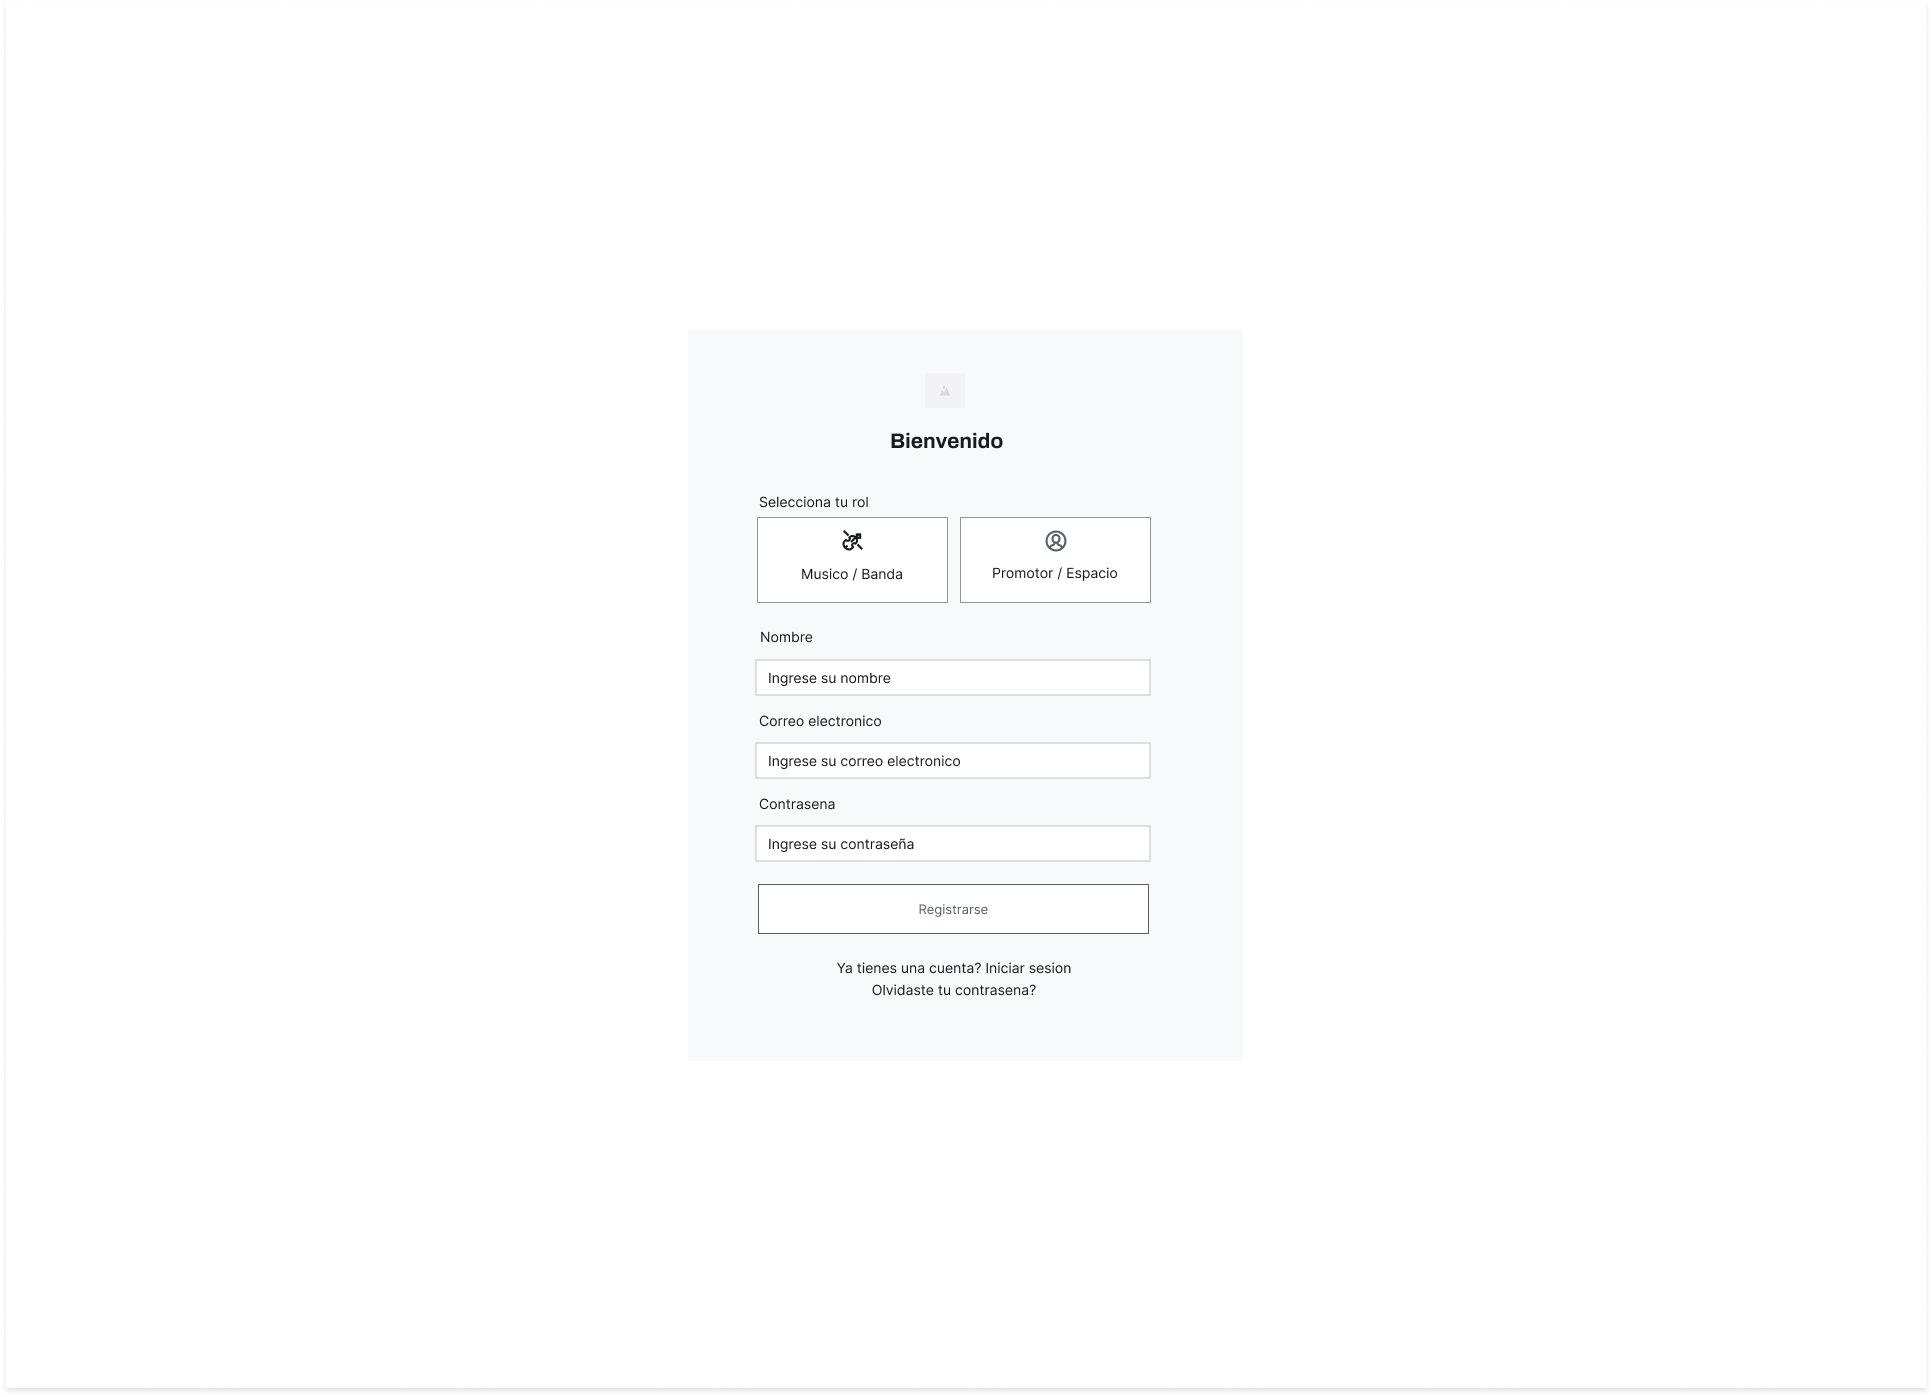 Bienvenido
Selecciona tu rol
Musico / Banda
Promotor / Espacio
Nombre
Ingrese su nombre
Correo electronico
Ingrese su correo electronico
Contrasena
Ingrese su contraseña
Registrarse
Ya tienes una cuenta? Iniciar sesion
Olvidaste tu contrasena?